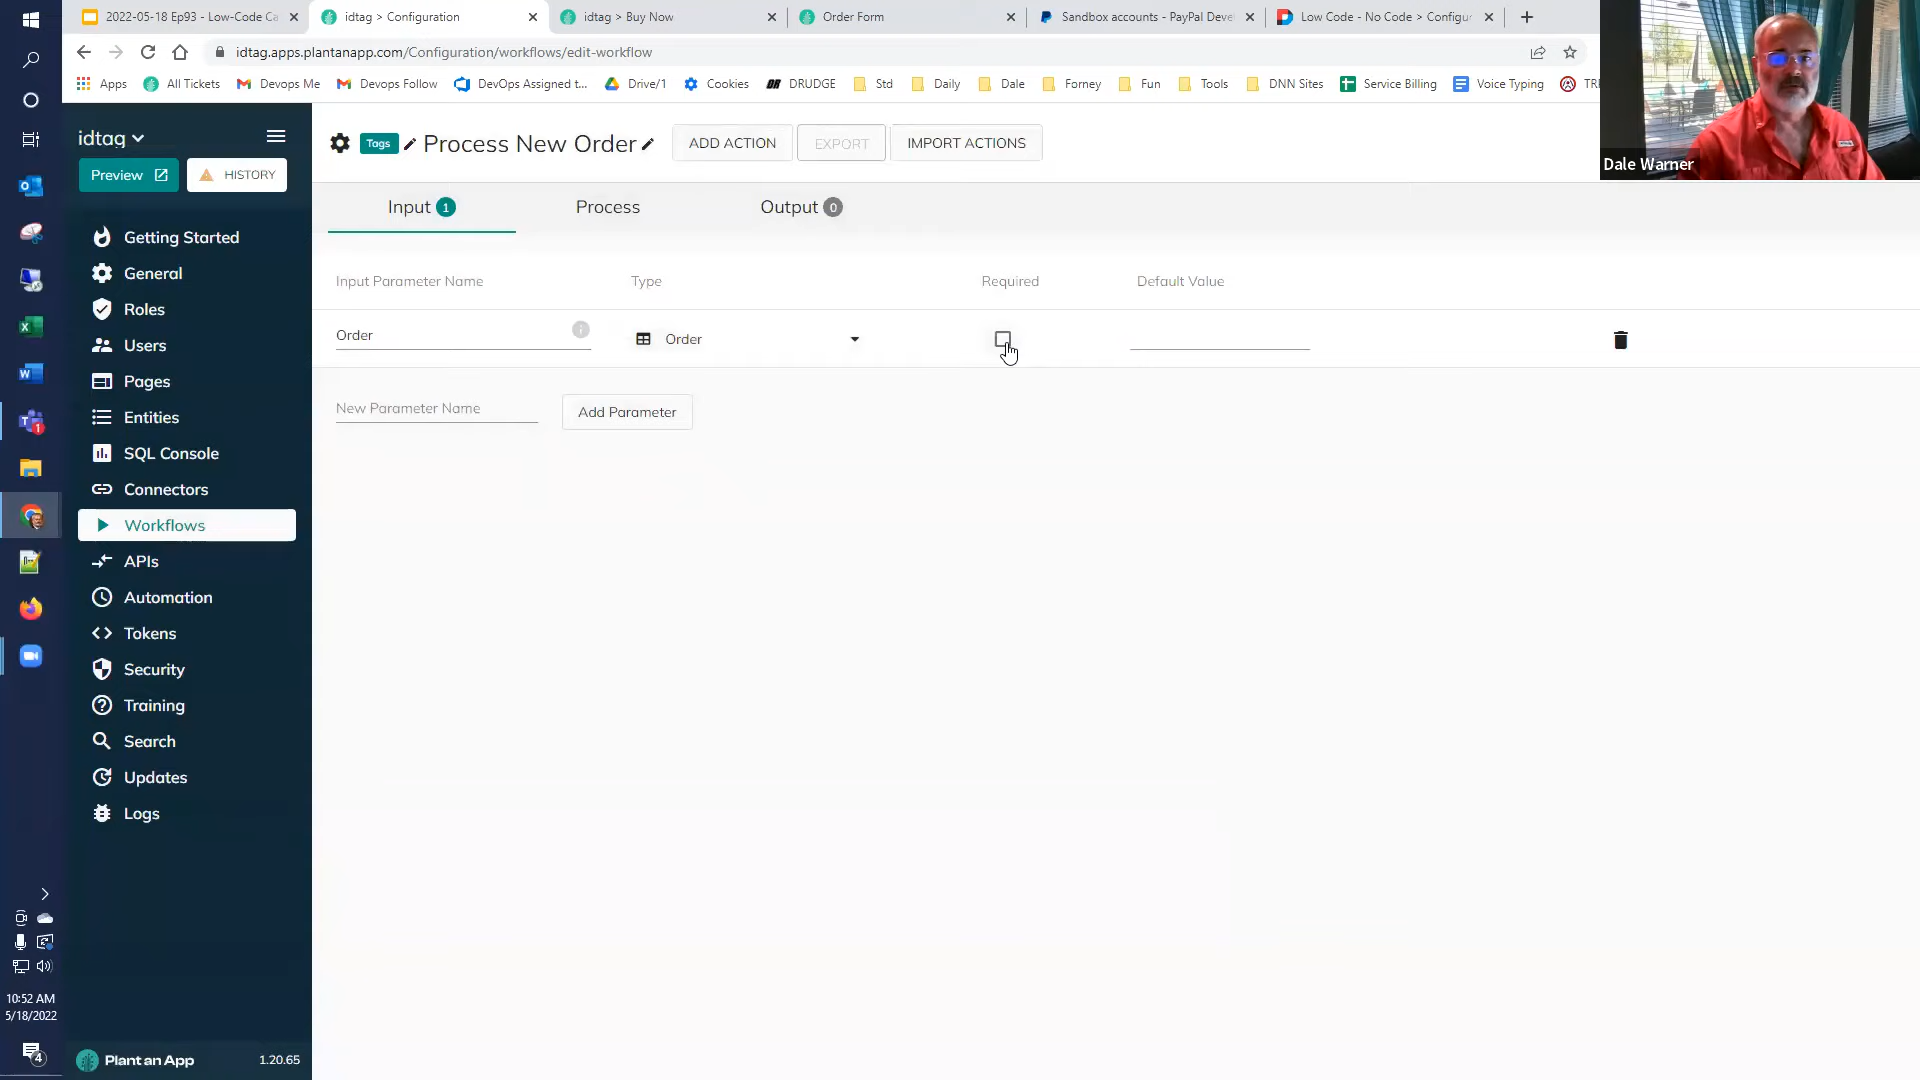 2022-05-18 Ep93 - Low-Code Ca
idtag > Configuration
idtag > Buy Now
Order Form
Sandbox accounts - PayPal Deve
Low Code - No Code > Configur
idtag.apps.plantanapp.com/Configuration/workflows/edit-workflow
Apps
All Tickets
Devops Me
Devops Follow
DevOps Assigned t...
Drive/1
Cookies
DRUDGE
Std
Daily
Dale
Forney
Fun
Tools
DNN Sites
Service Billing
Voice Typing
Dale Warner
idtag
Preview
HISTORY
Tags
Process New Order
ADD ACTION
EXPORT
IMPORT ACTIONS
Input 1
Process
Output 0
Input Parameter Name
Type
Required
Default Value
Order
Order
New Parameter Name
Add Parameter
Getting Started
General
Roles
Users
Pages
Entities
SQL Console
Connectors
Workflows
APIs
Automation
Tokens
Security
Training
Search
Updates
Logs
Plant an App
1.20.65
10:52 AM
5/18/2022
4